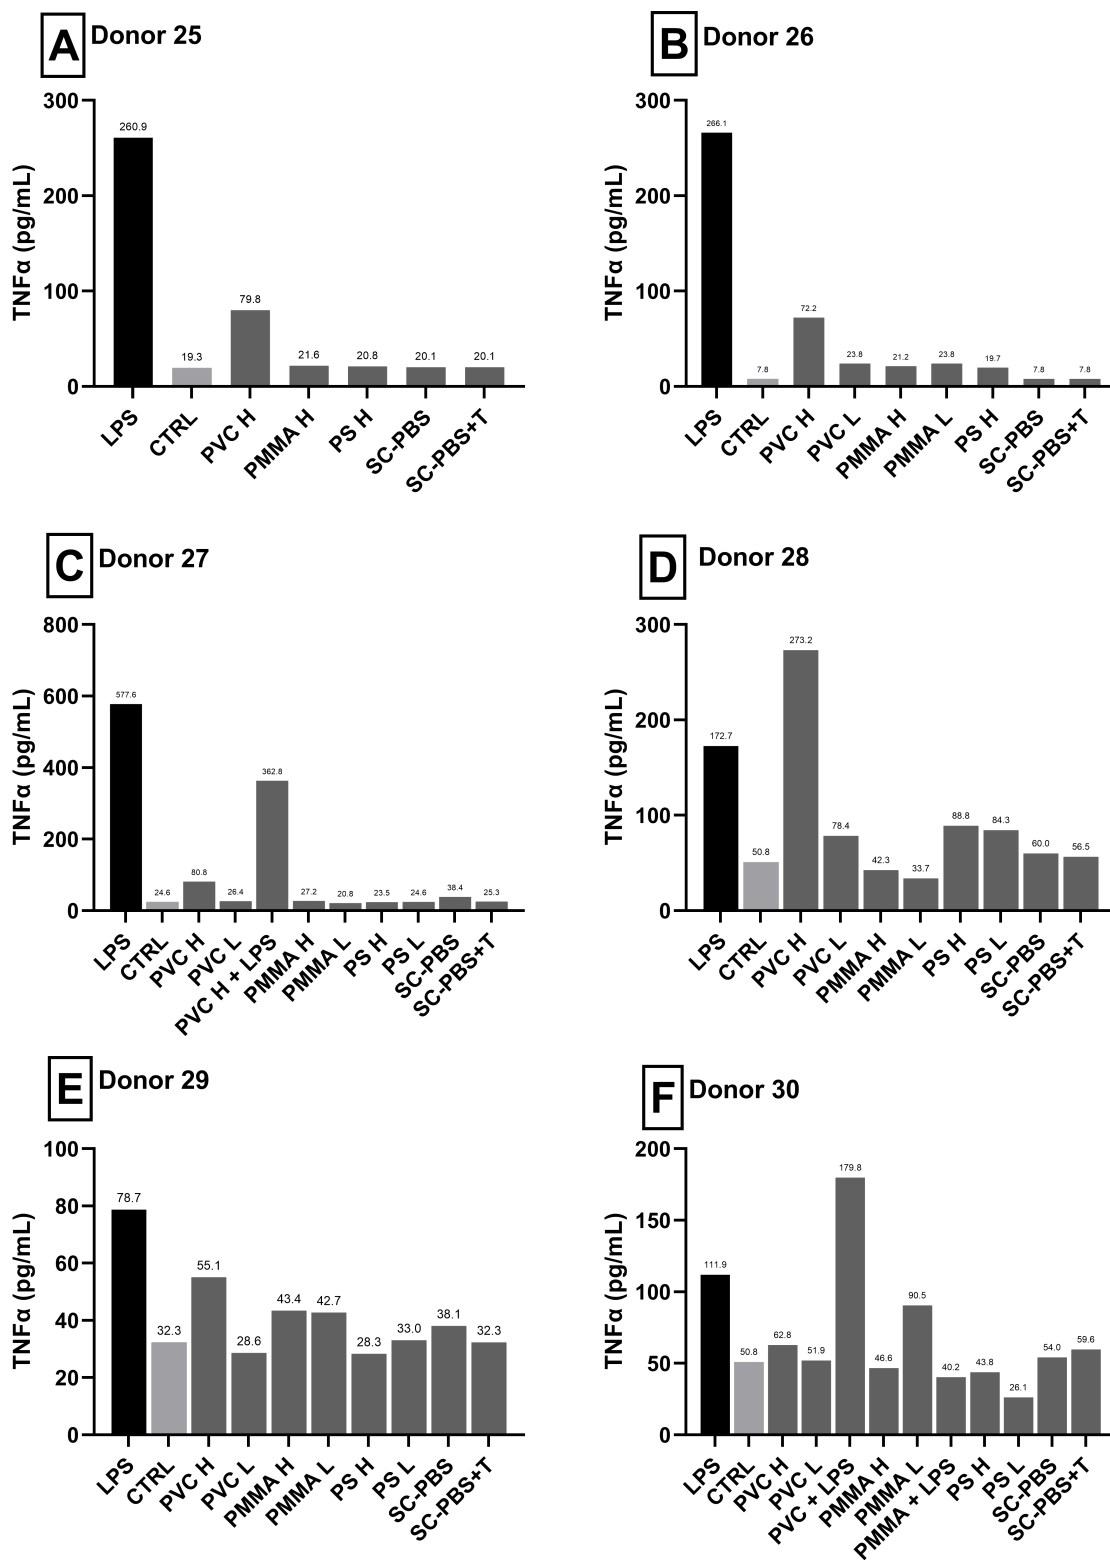 A Donor 25
TNFα (pg/mL)
300
200
100
0
260.9
19.3
79.8
21.6
20.8
20.1
20.1
LPS
CTRL
PVC H
PMMA H
PS H
SC-PBS
SC-PBS+T
B Donor 26
TNFα (pg/mL)
300
200
100
0
266.1
7.8
72.2
23.8
21.2
23.8
19.7
7.8
7.8
LPS
CTRL
PVC H
PVC L
PMMA H
PMMA L
PS H
SC-PBS
SC-PBS+T
C Donor 27
TNFα (pg/mL)
800
600
400
200
0
577.6
24.6
80.8
26.4
362.8
27.2
20.8
23.5
24.6
38.4
25.3
LPS
CTRL
PVC H
PVC L
PVC H + LPS
PMMA H
PMMA L
PS H
PS L
SC-PBS
SC-PBS+T
D Donor 28
TNFα (pg/mL)
300
200
100
0
172.7
50.8
273.2
78.4
42.3
33.7
88.8
84.3
60.0
56.5
LPS
CTRL
PVC H
PVC L
PMMA H
PMMA L
PS H
PS L
SC-PBS
SC-PBS+T
E Donor 29
TNFα (pg/mL)
100
80
60
40
20
0
78.7
32.3
55.1
28.6
43.4
42.7
28.3
33.0
38.1
32.3
LPS
CTRL
PVC H
PVC L
PMMA H
PMMA L
PS H
PS L
SC-PBS
SC-PBS+T
F Donor 30
TNFα (pg/mL)
200
150
100
50
0
111.9
50.8
62.8
51.9
179.8
46.6
90.5
40.2
43.8
26.1
54.0
59.6
LPS
CTRL
PVC H
PVC L
PVC + LPS
PMMA H
PMMA L
PMMA + LPS
PS H
PS L
SC-PBS
SC-PBS+T